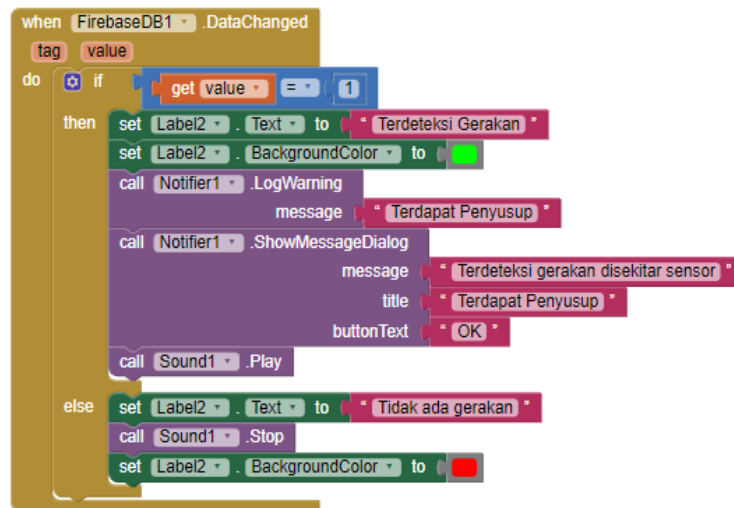 when FirebaseDB1 .DataChanged
tag value
do if get value = 1
then set Label2 . Text to " Terdeteksi Gerakan "
set Label2 . BackgroundColor to
call Notifier1 .LogWarning
message " Terdapat Penyusup "
call Notifier1 .ShowMessageDialog
message " Terdeteksi gerakan disekitar sensor "
title " Terdapat Penyusup "
buttonText " OK "
call Sound1 .Play
else set Label2 . Text to " Tidak ada gerakan "
call Sound1 .Stop
set Label2 . BackgroundColor to